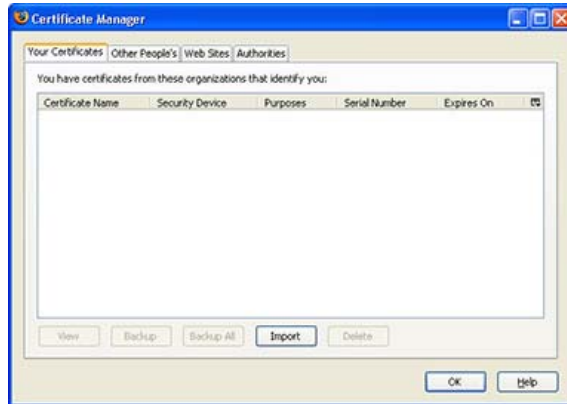 Certificate Manager
Your Certificates Other People's Web Sites Authorities
You have certificates from these organizations that identify you:
Certificate Name Security Device Purposes Serial Number Expires On
View Backup Backup All Import Delete
OK Help